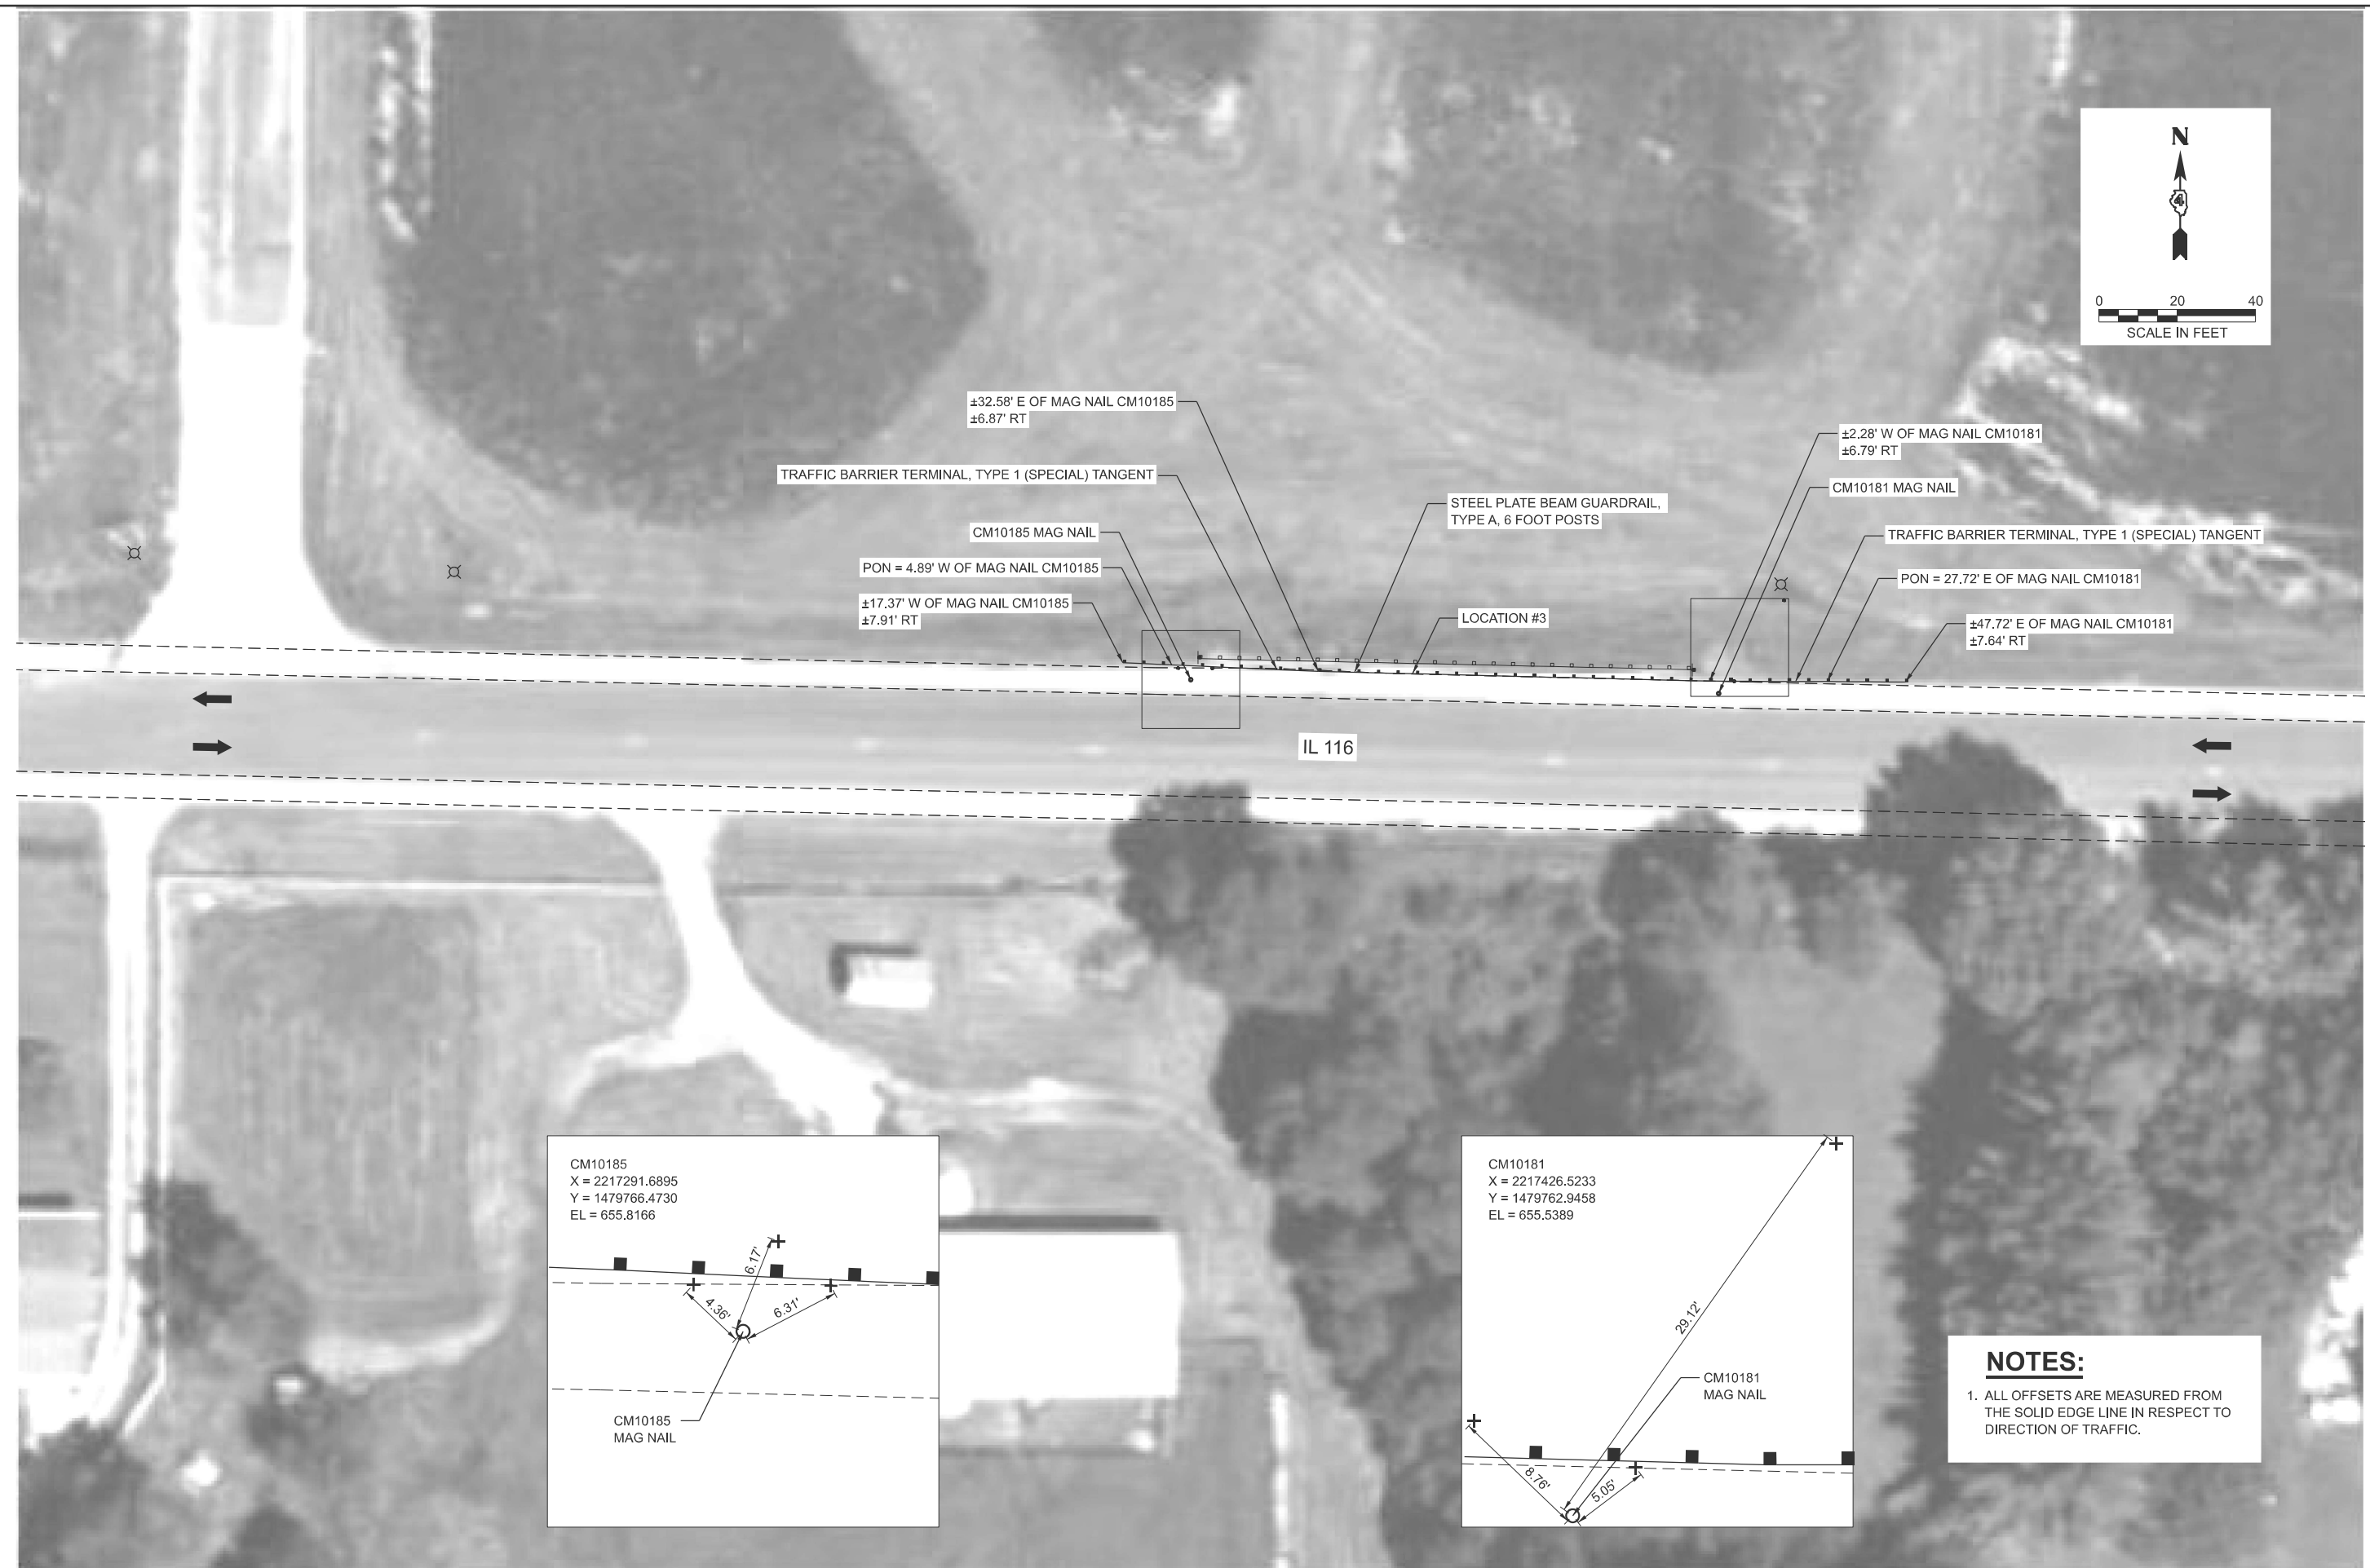 N
4
0 20 40
SCALE IN FEET
±32.58' E OF MAG NAIL CM10185
±6.87' RT
±2.28' W OF MAG NAIL CM10181
±6.79' RT
TRAFFIC BARRIER TERMINAL, TYPE 1 (SPECIAL) TANGENT
CM10181 MAG NAIL
STEEL PLATE BEAM GUARDRAIL,
TYPE A, 6 FOOT POSTS
CM10185 MAG NAIL
TRAFFIC BARRIER TERMINAL, TYPE 1 (SPECIAL) TANGENT
PON = 4.89' W OF MAG NAIL CM10185
PON = 27.72' E OF MAG NAIL CM10181
±17.37' W OF MAG NAIL CM10185
±7.91' RT
LOCATION #3
±47.72' E OF MAG NAIL CM10181
±7.64' RT
IL 116
CM10185
X = 2217291.6895
Y = 1479766.4730
EL = 655.8166
6.17'
4.36'
6.31'
CM10185
MAG NAIL
CM10181
X = 2217426.5233
Y = 1479762.9458
EL = 655.5389
29.12'
CM10181
MAG NAIL
8.76'
5.05'
NOTES:
1. ALL OFFSETS ARE MEASURED FROM
THE SOLID EDGE LINE IN RESPECT TO
DIRECTION OF TRAFFIC.